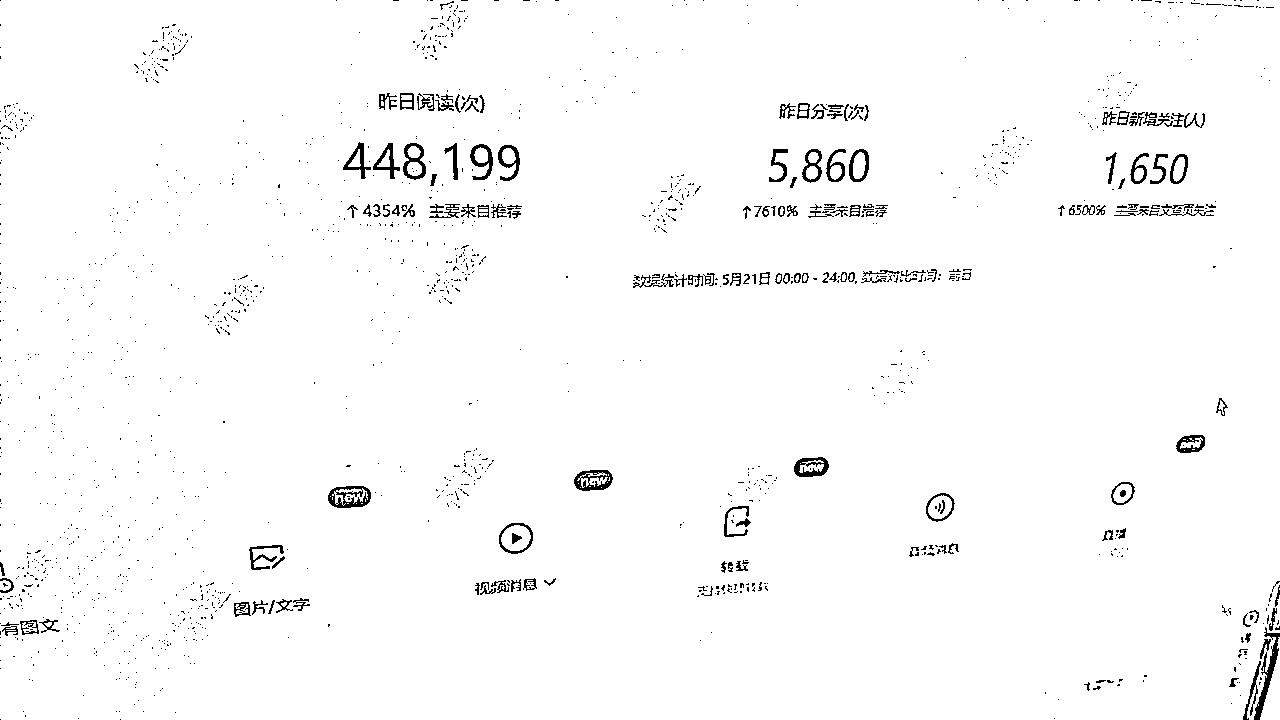 昨日阅读(次)
448,199
↑ 4354% 主要来自推荐
昨日分享(次)
5,860
↑ 7610% 主要来自推荐
昨日新增关注(人)
1,650
↑ 6500% 主要来自文章页关注
数据统计时间: 5月21日 00:00 - 24:00, 数据对比时间: 前日
new
new
new
new
有图文
图片/文字
视频消息
转载
音频消息
直播